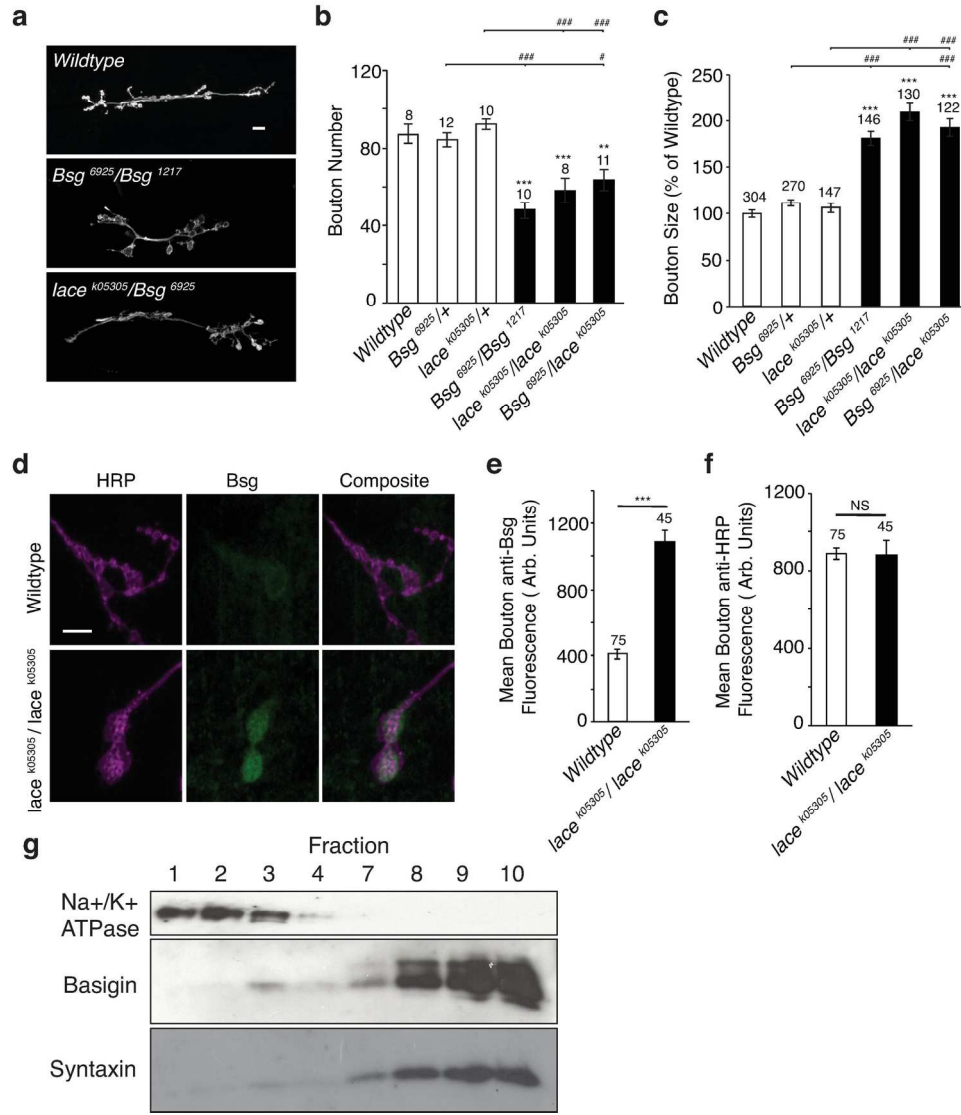 a
Wildtype
Bsg 6925/Bsg 1217
lace k05305/Bsg 6925
b
### ###
### #
Bouton Number
120
80
40
0
8
12
10
***
10
***
8
**
11
Wildtype
Bsg 6925/+
lace k05305/+
Bsg 6925/Bsg 1217
lace k05305/lace k05305
Bsg 6925/lace k05305
c
### ###
### ###
Bouton Size (% of Wildtype)
250
200
150
100
50
0
304
270
147
***
146
***
130
***
122
Wildtype
Bsg 6925/+
lace k05305/+
Bsg 6925/Bsg 1217
lace k05305/lace k05305
Bsg 6925/lace k05305
d
HRP Bsg Composite
Wildtype
lace k05305 / lace k05305
e
Mean Bouton anti-Bsg
Fluorescence ( Arb. Units)
1200
800
400
0
***
75
45
Wildtype
lace k05305 / lace k05305
f
Mean Bouton anti-HRP
Fluorescence ( Arb. Units)
1200
800
400
0
NS
75
45
Wildtype
lace k05305 / lace k05305
g
Fraction
1 2 3 4 7 8 9 10
Na+/K+
ATPase
Basigin
Syntaxin